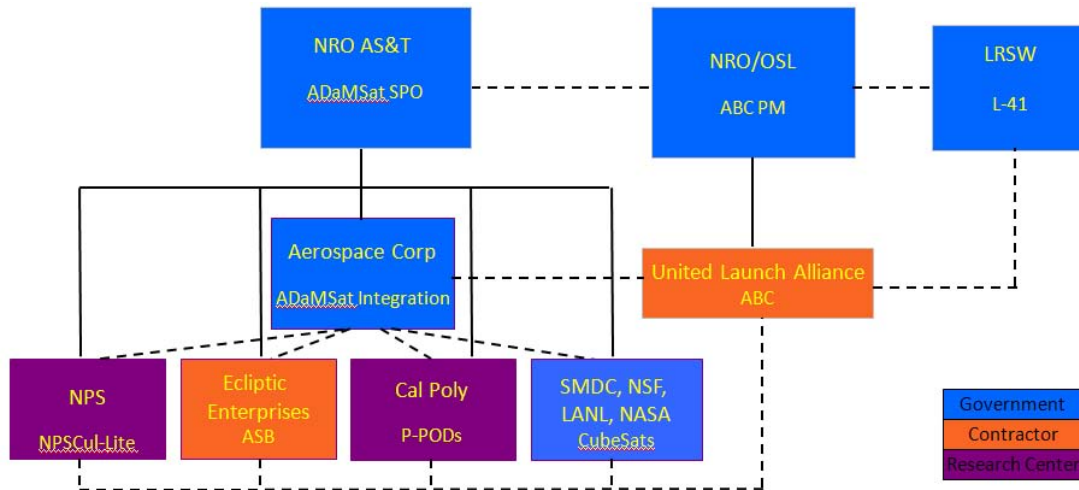 NRO AS&T
ADaMSat SPO
NRO/OSL
ABC PM
LRSW
L-41
Aerospace Corp
ADaMSat Integration
United Launch Alliance
ABC
NPS
NPSCul-Lite
Ecliptic
Enterprises
ASB
Cal Poly
P-PODs
SMDC, NSF,
LANL, NASA
CubeSats
Government
Contractor
Research Center